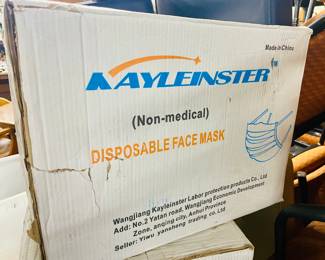 Made in China
KAYLEINSTER™
(Non-medical)
DISPOSABLE FACE MASK
Wangjiang Kayleinster Labor protection products Co., Ltd
Add: No.2 Yatan road, Wangjiang Economic Development
Zone, anqing city, Anhui Province
Seller: Yiwu yansheng trading co., Ltd